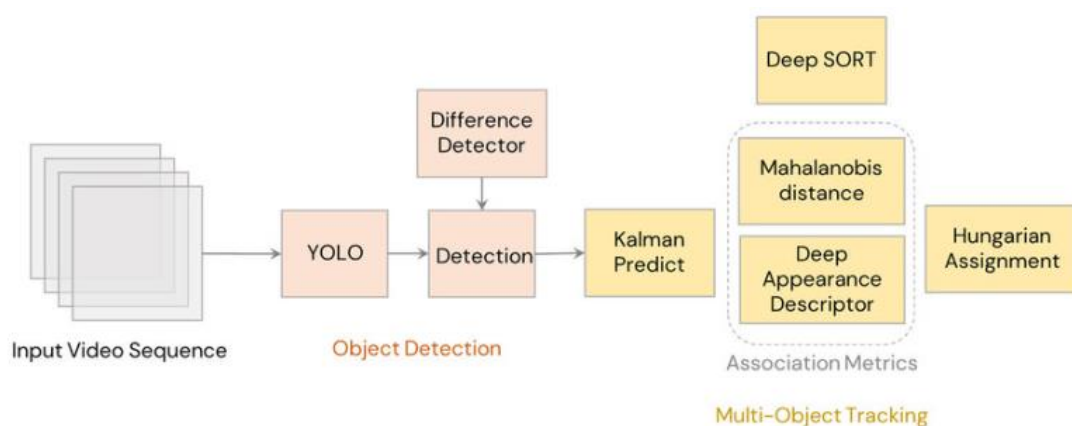 Deep SORT
Difference
Detector
Mahalanobis
distance
YOLO
Detection
Kalman
Predict
Deep
Appearance
Descriptor
Hungarian
Assignment
Input Video Sequence
Object Detection
Association Metrics
Multi-Object Tracking